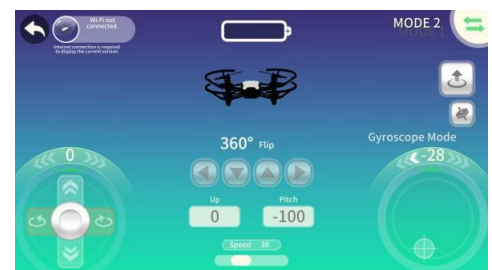 Wi-Fi not
connected.
Internet connection is required
to display the current version
MODE 2
MODE 1
360° Flip
Gyroscope Mode
0
-28
Up
Pitch
0
-100
Speed 30